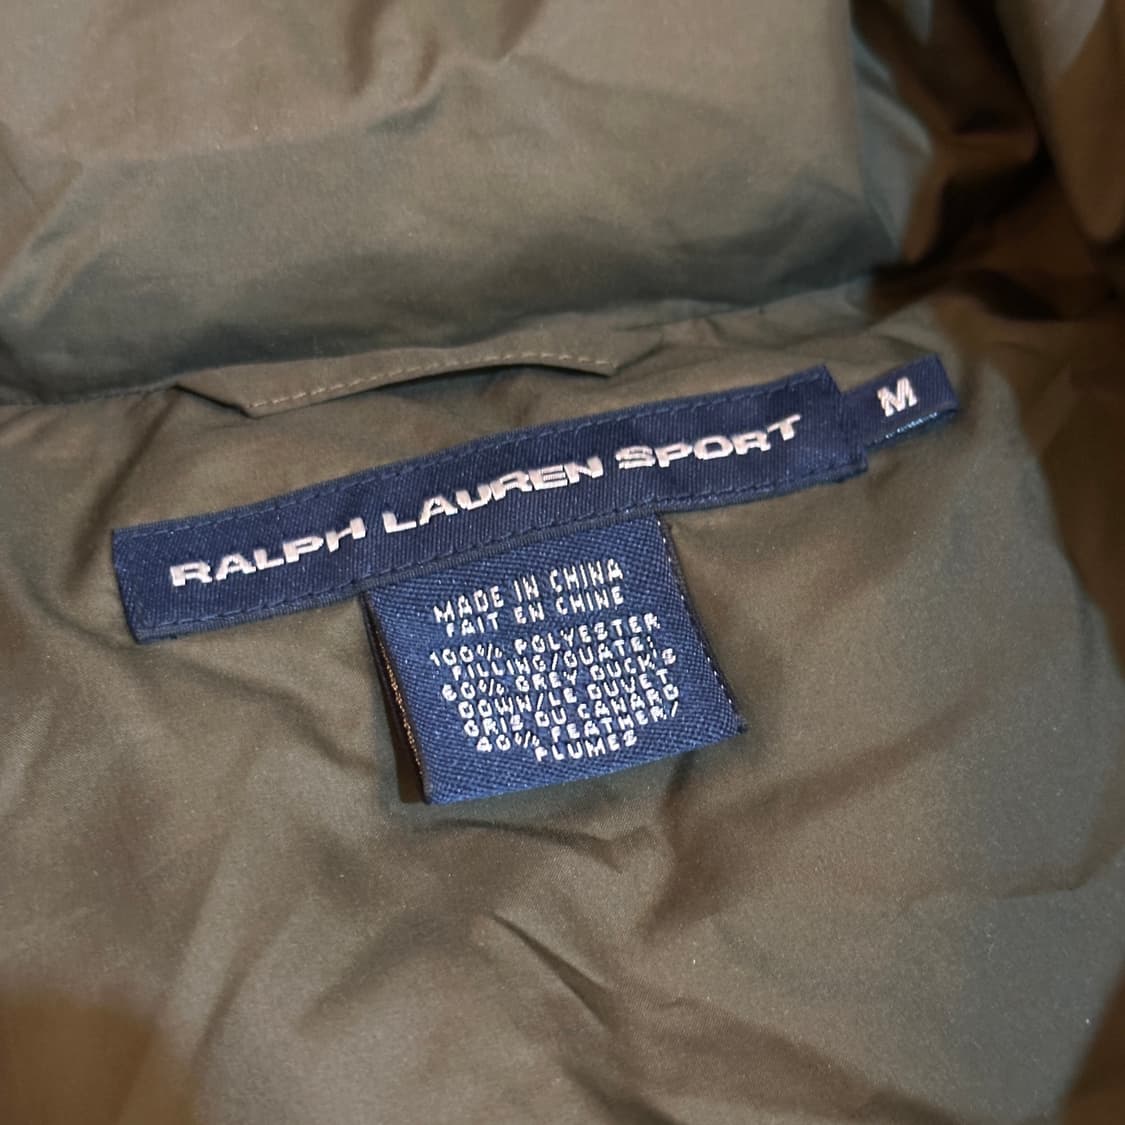 RALPH LAUREN SPORT
M
MADE IN CHINA
FAIT EN CHINE
100% POLYESTER
FILLING/OUATE:
60% GREY DUCKS
DOWN/LE DUVET
GRIS DU CANARD
40% FEATHER/
PLUMES